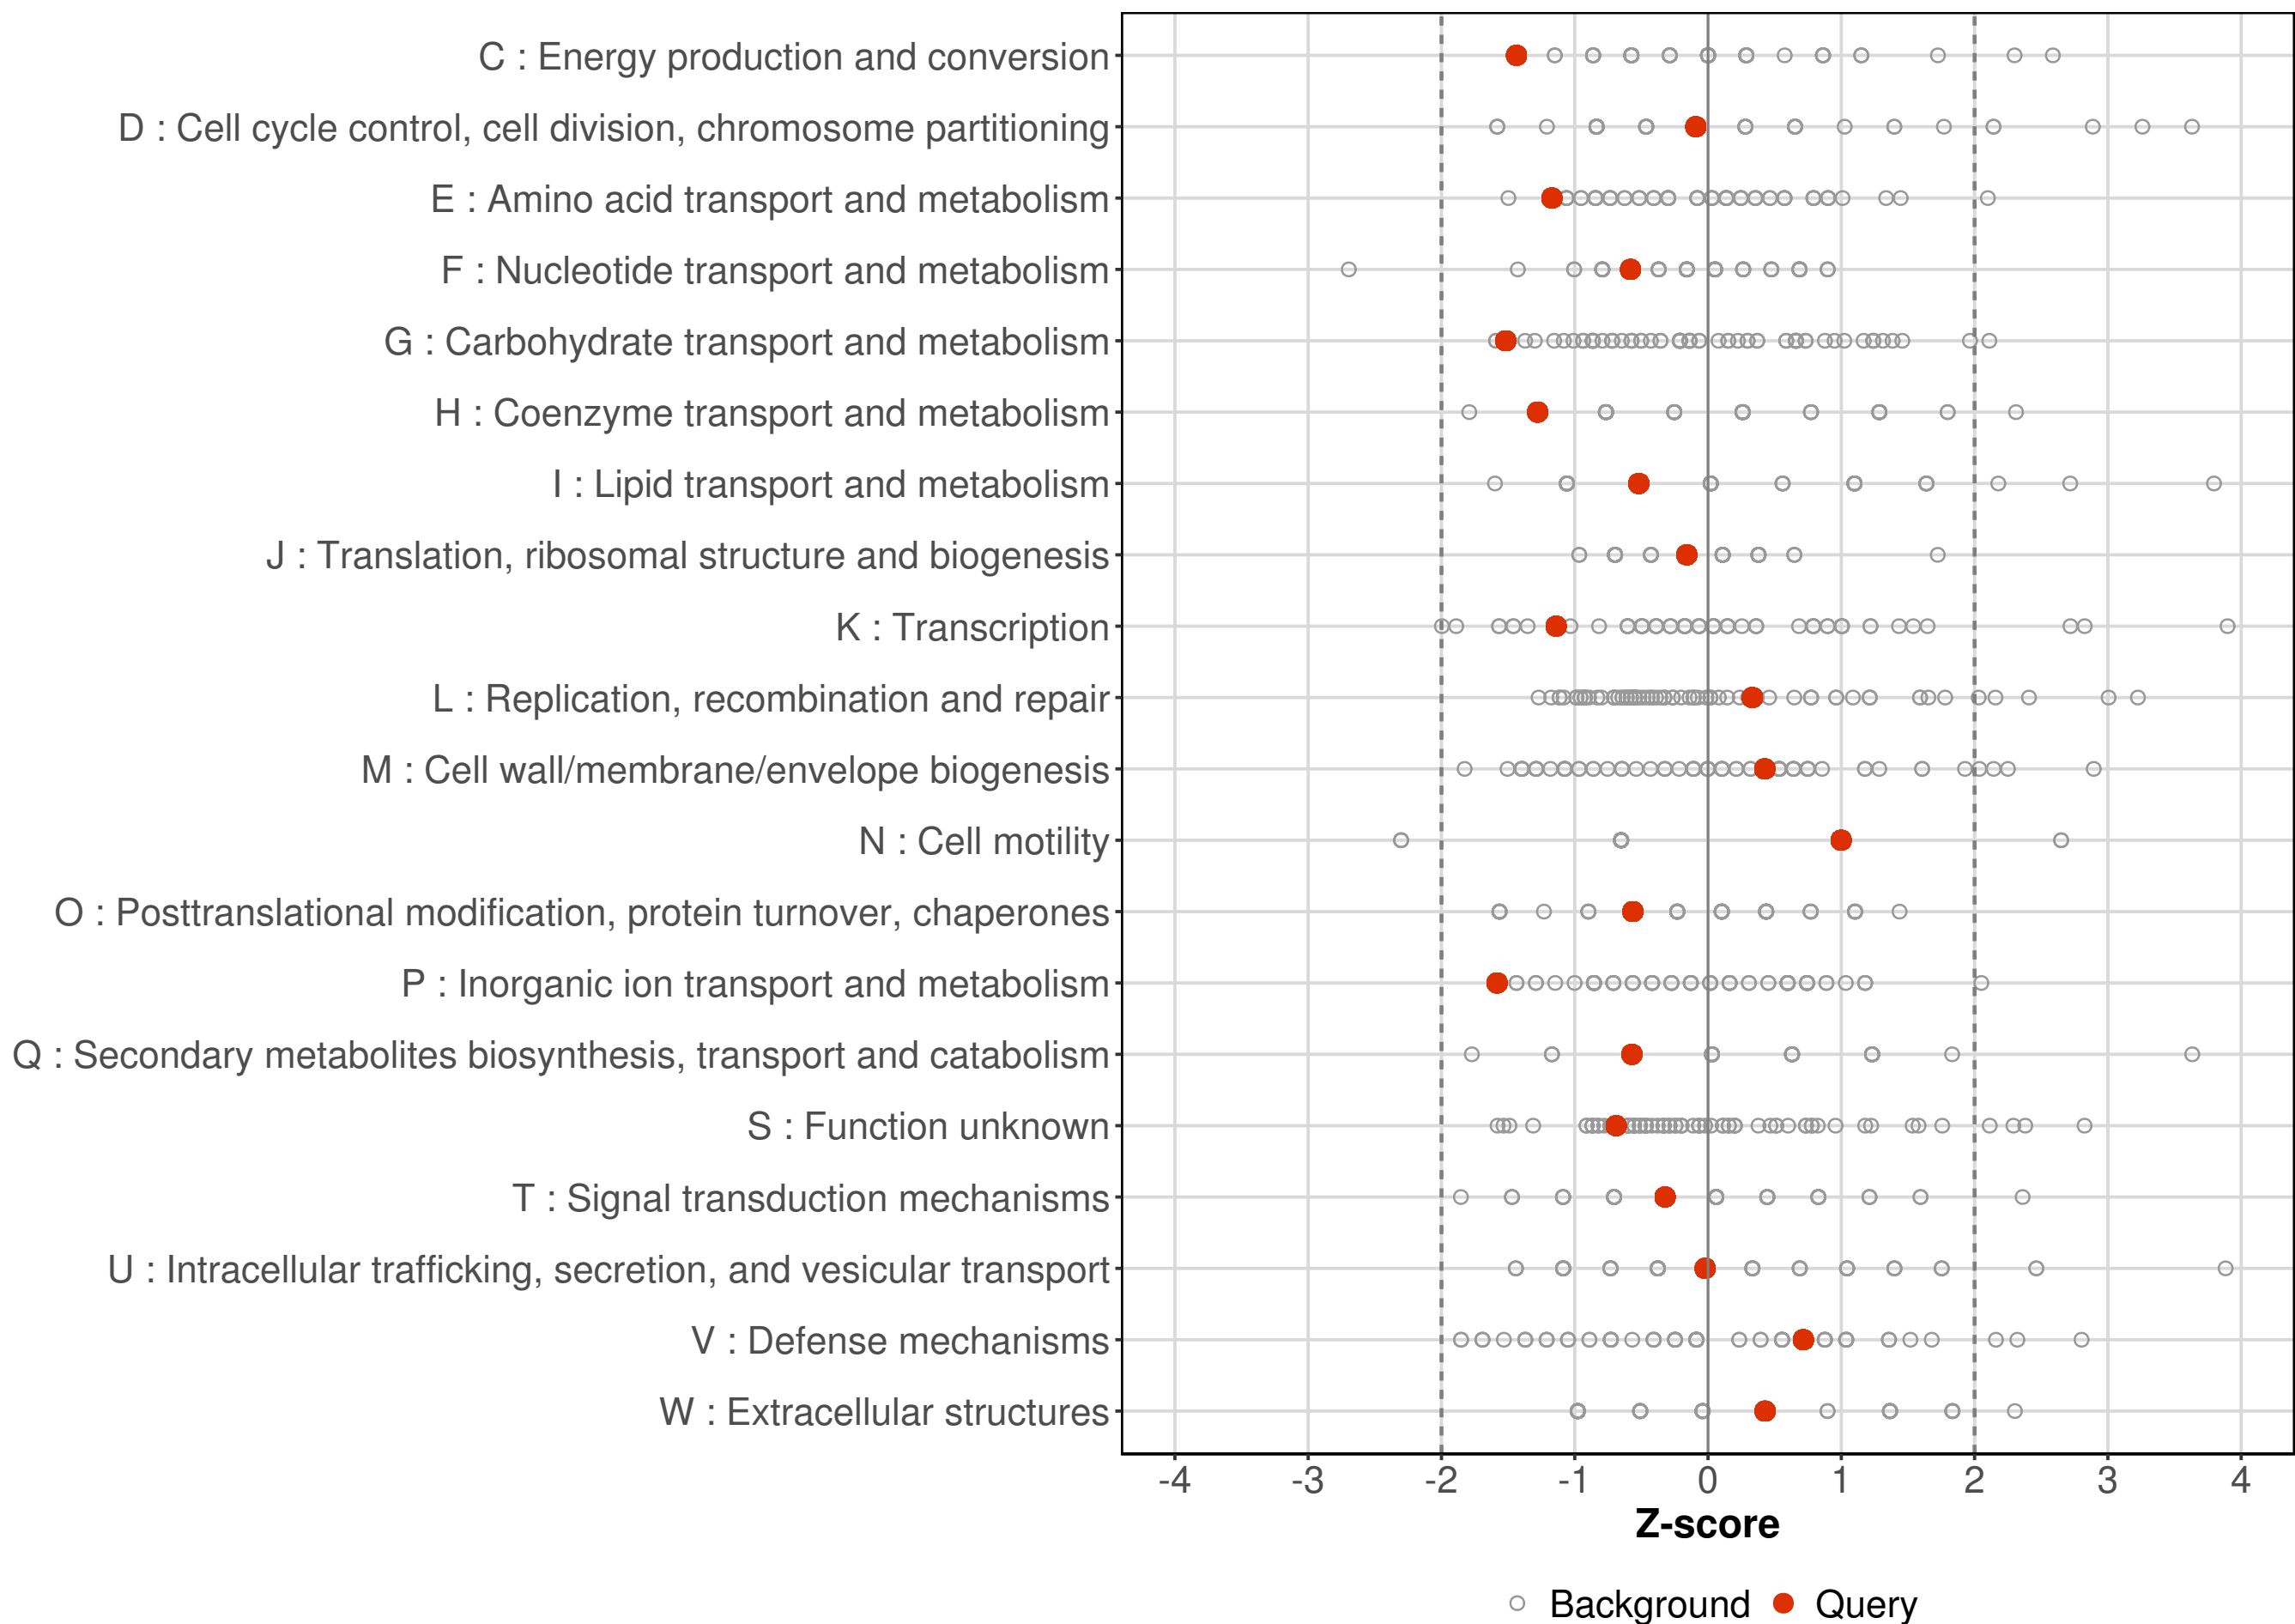 C : Energy production and conversion
D : Cell cycle control, cell division, chromosome partitioning
E : Amino acid transport and metabolism
F : Nucleotide transport and metabolism
G : Carbohydrate transport and metabolism
H : Coenzyme transport and metabolism
I : Lipid transport and metabolism
J : Translation, ribosomal structure and biogenesis
K : Transcription
L : Replication, recombination and repair
M : Cell wall/membrane/envelope biogenesis
N : Cell motility
O : Posttranslational modification, protein turnover, chaperones
P : Inorganic ion transport and metabolism
Q : Secondary metabolites biosynthesis, transport and catabolism
S : Function unknown
T : Signal transduction mechanisms
U : Intracellular trafficking, secretion, and vesicular transport
V : Defense mechanisms
W : Extracellular structures
-4 -3 -2 -1 0 1 2 3 4
Z-score
Background Query